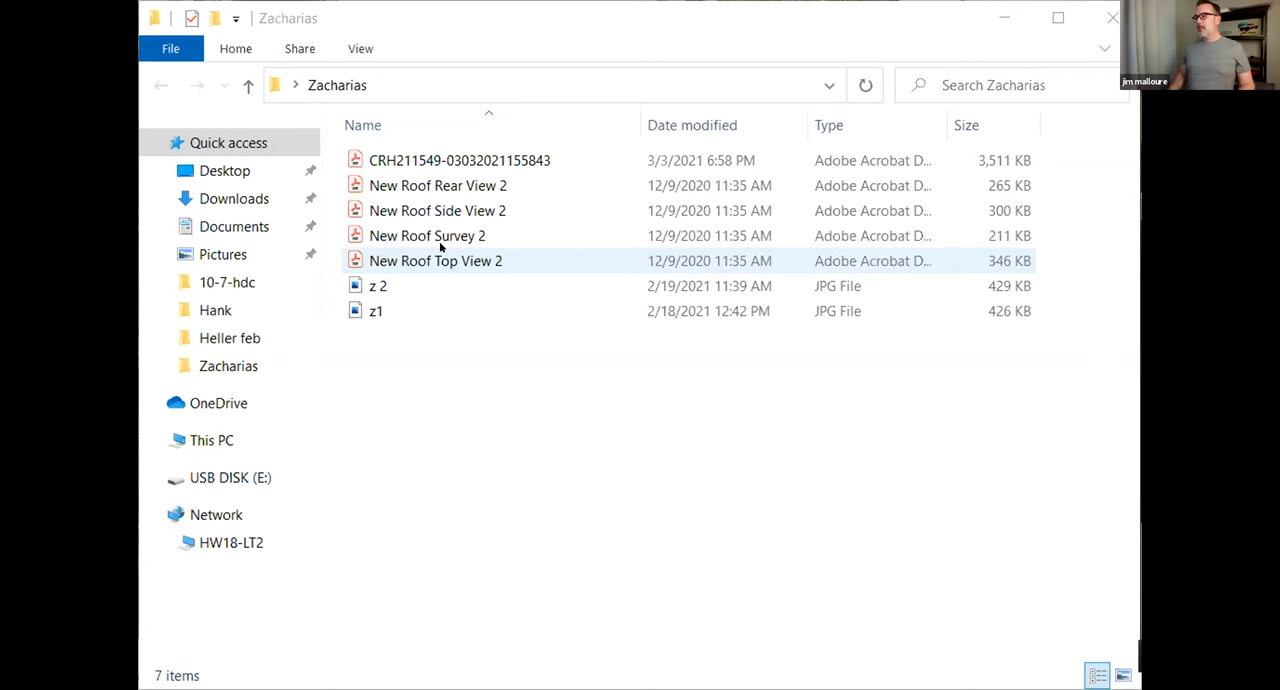 Zacharias
File Home Share View
Zacharias
Search Zacharias
jim malloure
Name Date modified Type Size
CRH211549-03032021155843 3/3/2021 6:58 PM Adobe Acrobat D... 3,511 KB
New Roof Rear View 2 12/9/2020 11:35 AM Adobe Acrobat D... 265 KB
New Roof Side View 2 12/9/2020 11:35 AM Adobe Acrobat D... 300 KB
New Roof Survey 2 12/9/2020 11:35 AM Adobe Acrobat D... 211 KB
New Roof Top View 2 12/9/2020 11:35 AM Adobe Acrobat D... 346 KB
z 2 2/19/2021 11:39 AM JPG File 429 KB
z1 2/18/2021 12:42 PM JPG File 426 KB
Quick access
Desktop
Downloads
Documents
Pictures
10-7-hdc
Hank
Heller feb
Zacharias
OneDrive
This PC
USB DISK (E:)
Network
HW18-LT2
7 items